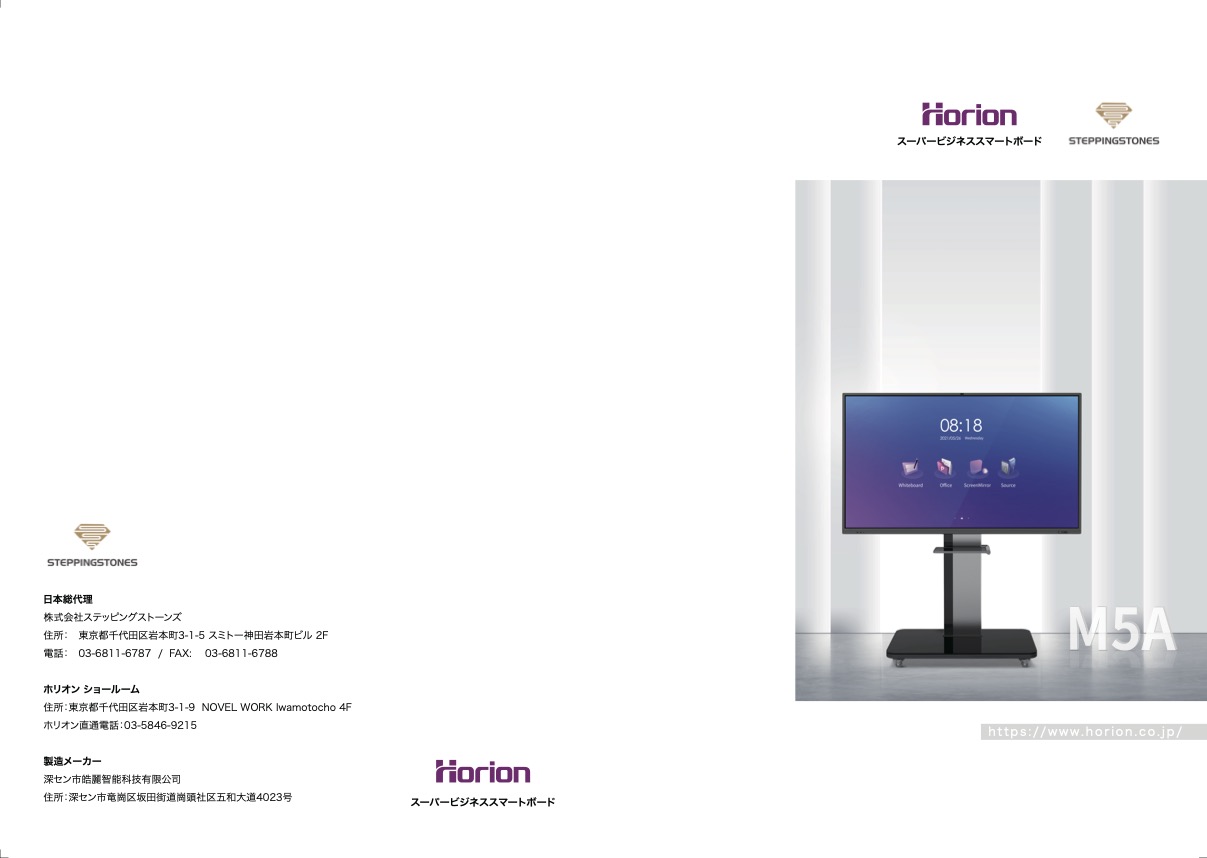 STEPPINGSTONES
日本総代理
株式会社ステッピングストーンズ
住所： 東京都千代田区岩本町3-1-5 スミトー神田岩本町ビル 2F
電話： 03-6811-6787 / FAX: 03-6811-6788
ホリオン ショールーム
住所：東京都千代田区岩本町3-1-9 NOVEL WORK Iwamotocho 4F
ホリオン直通電話：03-5846-9215
製造メーカー
深セン市皓麗智能科技有限公司
住所：深セン市竜崗区坂田街道崗頭社区五和大道4023号
Horion
スーパービジネススマートボード
Horion
スーパービジネススマートボード
STEPPINGSTONES
08:18
2021/03/26 Wednesday
Whiteboard Office ScreenMirror Source
M5A
https://www.horion.co.jp/